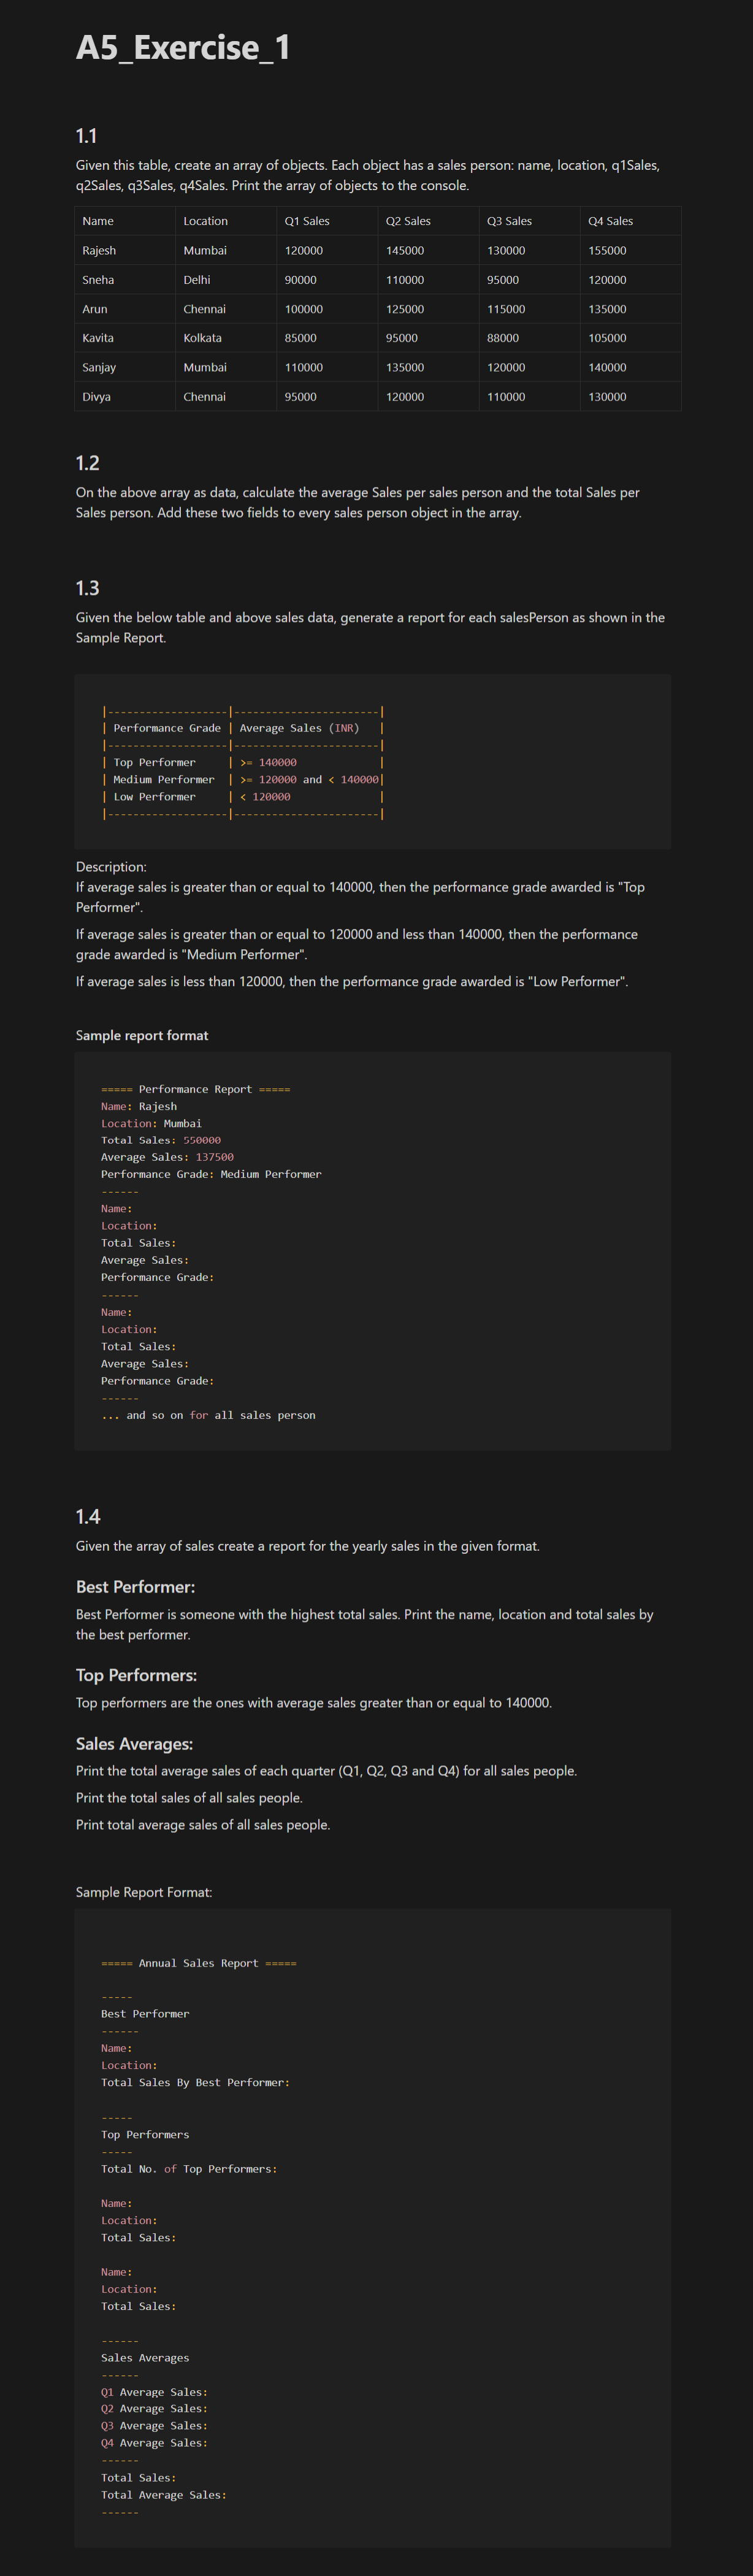 A5_Exercise_1
1.1
Given this table, create an array of objects. Each object has a sales person: name, location, q1Sales,
q2Sales, q3Sales, q4Sales. Print the array of objects to the console.
Name Location Q1 Sales Q2 Sales Q3 Sales Q4 Sales
Rajesh Mumbai 120000 145000 130000 155000
Sneha Delhi 90000 110000 95000 120000
Arun Chennai 100000 125000 115000 135000
Kavita Kolkata 85000 95000 88000 105000
Sanjay Mumbai 110000 135000 120000 140000
Divya Chennai 95000 120000 110000 130000
1.2
On the above array as data, calculate the average Sales per sales person and the total Sales per
Sales person. Add these two fields to every sales person object in the array.
1.3
Given the below table and above sales data, generate a report for each salesPerson as shown in the
Sample Report.
|-------------------|-----------------------|
| Performance Grade | Average Sales (INR)   |
|-------------------|-----------------------|
| Top Performer     | >= 140000             |
| Medium Performer  | >= 120000 and < 140000|
| Low Performer     | < 120000              |
|-------------------|-----------------------|
Description:
If average sales is greater than or equal to 140000, then the performance grade awarded is "Top
Performer".
If average sales is greater than or equal to 120000 and less than 140000, then the performance
grade awarded is "Medium Performer".
If average sales is less than 120000, then the performance grade awarded is "Low Performer".
Sample report format
===== Performance Report =====
Name: Rajesh
Location: Mumbai
Total Sales: 550000
Average Sales: 137500
Performance Grade: Medium Performer
------
Name:
Location:
Total Sales:
Average Sales:
Performance Grade:
------
Name:
Location:
Total Sales:
Average Sales:
Performance Grade:
------
... and so on for all sales person
1.4
Given the array of sales create a report for the yearly sales in the given format.
Best Performer:
Best Performer is someone with the highest total sales. Print the name, location and total sales by
the best performer.
Top Performers:
Top performers are the ones with average sales greater than or equal to 140000.
Sales Averages:
Print the total average sales of each quarter (Q1, Q2, Q3 and Q4) for all sales people.
Print the total sales of all sales people.
Print total average sales of all sales people.
Sample Report Format:
===== Annual Sales Report =====
-----
Best Performer
------
Name:
Location:
Total Sales By Best Performer:
-----
Top Performers
-----
Total No. of Top Performers:
Name:
Location:
Total Sales:
Name:
Location:
Total Sales:
------
Sales Averages
------
Q1 Average Sales:
Q2 Average Sales:
Q3 Average Sales:
Q4 Average Sales:
------
Total Sales:
Total Average Sales:
------